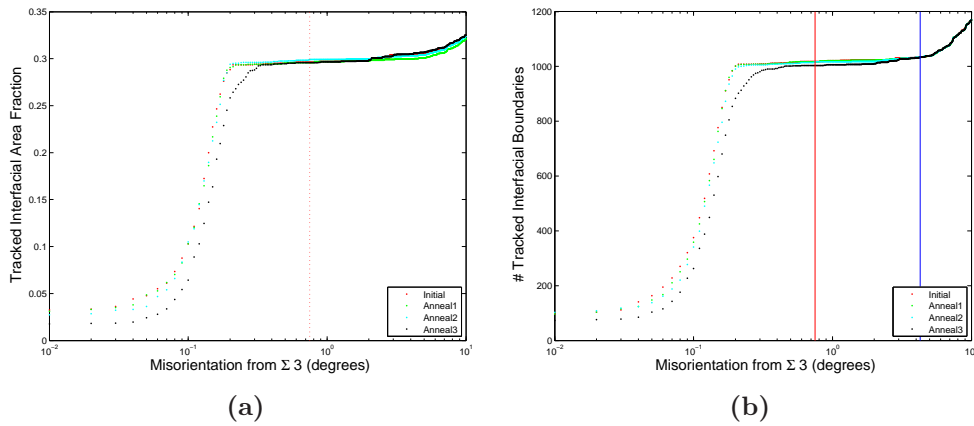 0.35
0.3
0.25
0.2
0.15
0.1
0.05
0
Tracked Interfacial Area Fraction
10⁻²
10⁻¹
10⁰
10¹
Misorientation from Σ 3 (degrees)
Initial
Anneal1
Anneal2
Anneal3
(a)
1200
1000
800
600
400
200
0
# Tracked Interfacial Boundaries
10⁻²
10⁻¹
10⁰
10¹
Misorientation from Σ 3 (degrees)
Initial
Anneal1
Anneal2
Anneal3
(b)